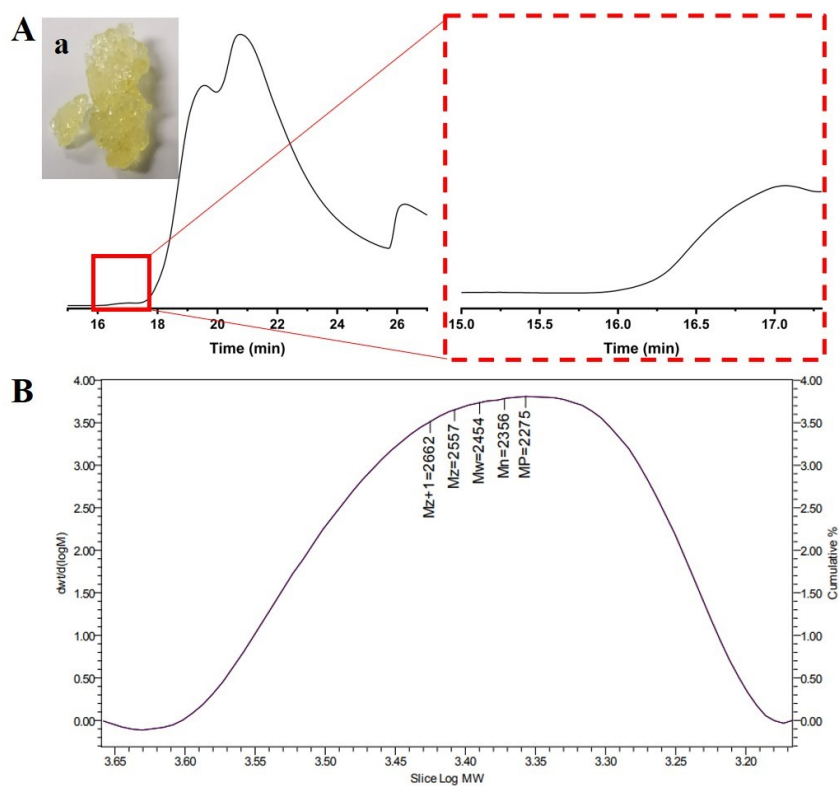 A
a
16 18 20 22 24 26
Time (min)
15.0 15.5 16.0 16.5 17.0
Time (min)
B
4.00 4.00
3.50 3.50
3.00 3.00
2.50 2.50
2.00 2.00
1.50 1.50
1.00 1.00
0.50 0.50
0.00 0.00
dwt/d(logM)
Mz+1=2662
Mz=2557
Mw=2454
Mn=2356
MP=2275
Cumulative %
3.65 3.60 3.55 3.50 3.45 3.40 3.35 3.30 3.25 3.20
Slice Log MW